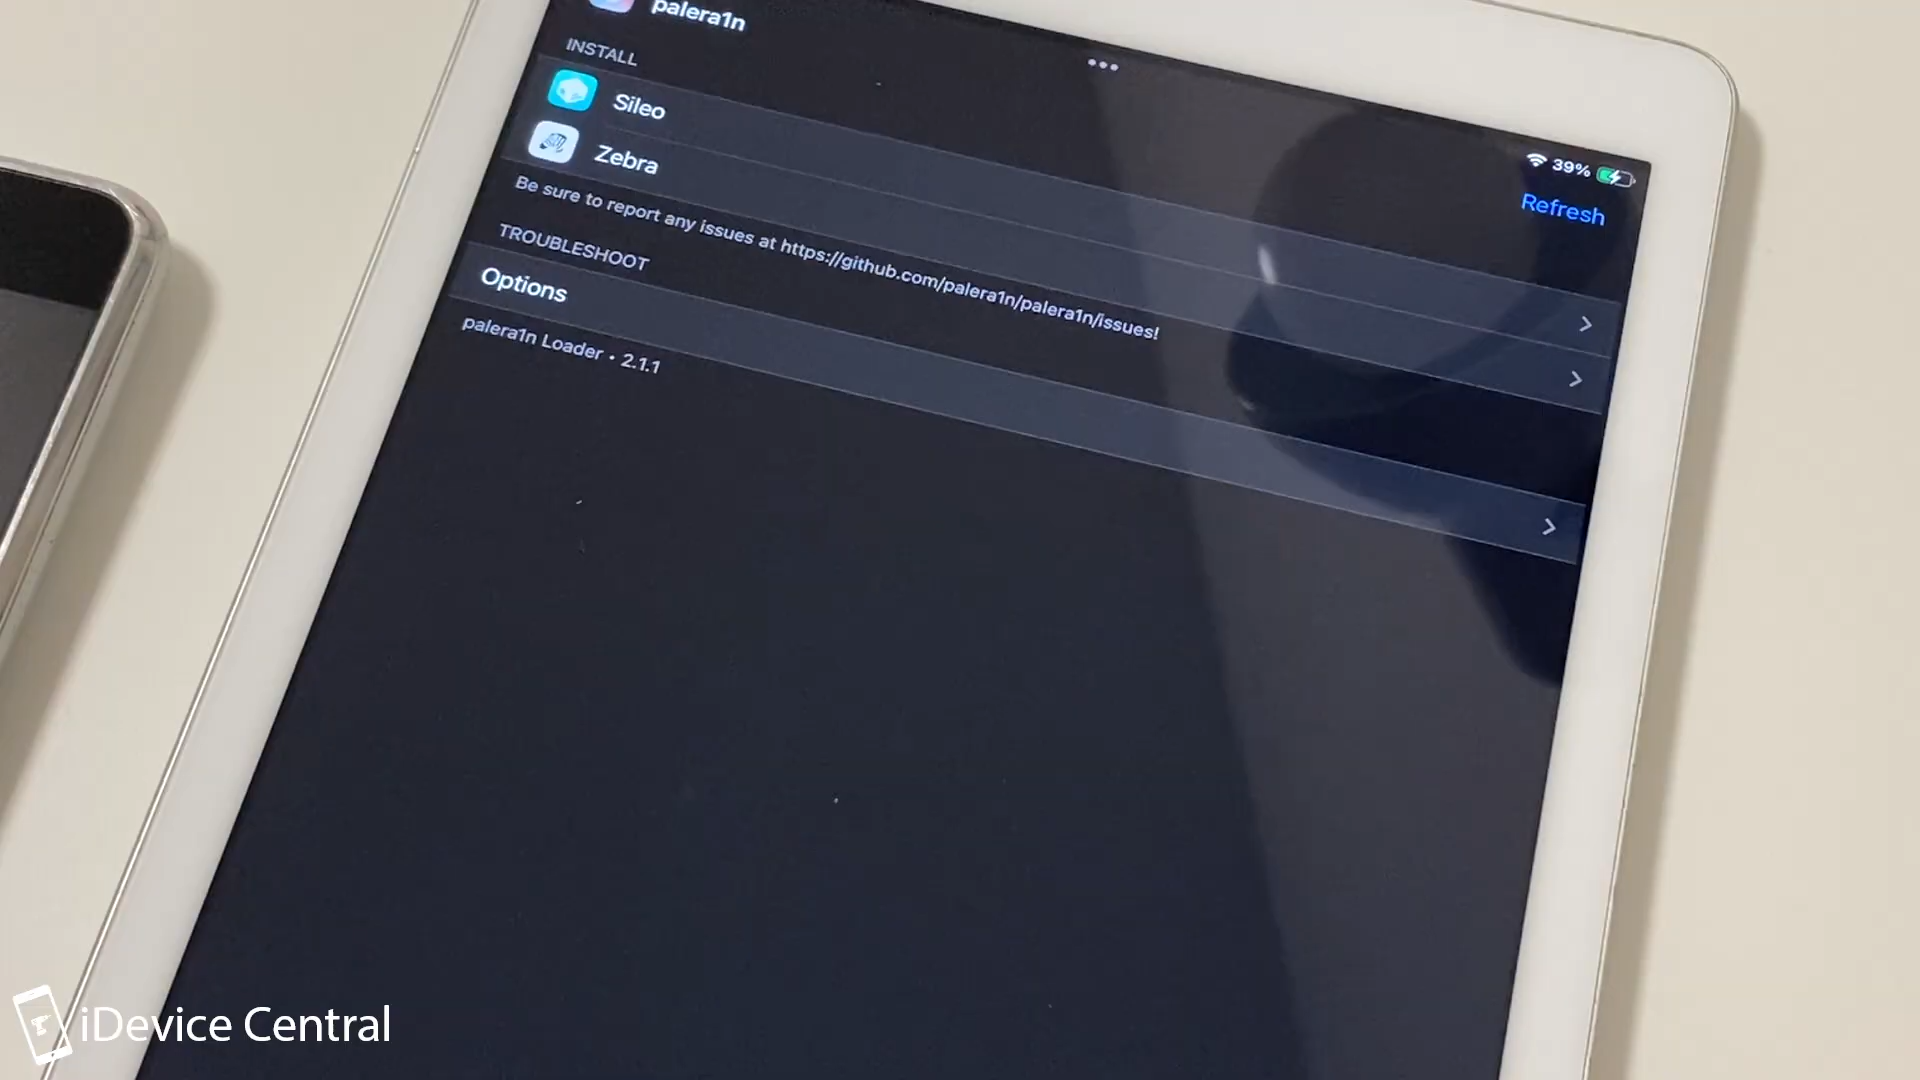 palera1n
INSTALL
Sileo
39%
Zebra
Refresh
Be sure to report any issues at https://github.com/palera1n/palera1n/issues!
TROUBLESHOOT
Options
palera1n Loader • 2.1.1
iDevice Central